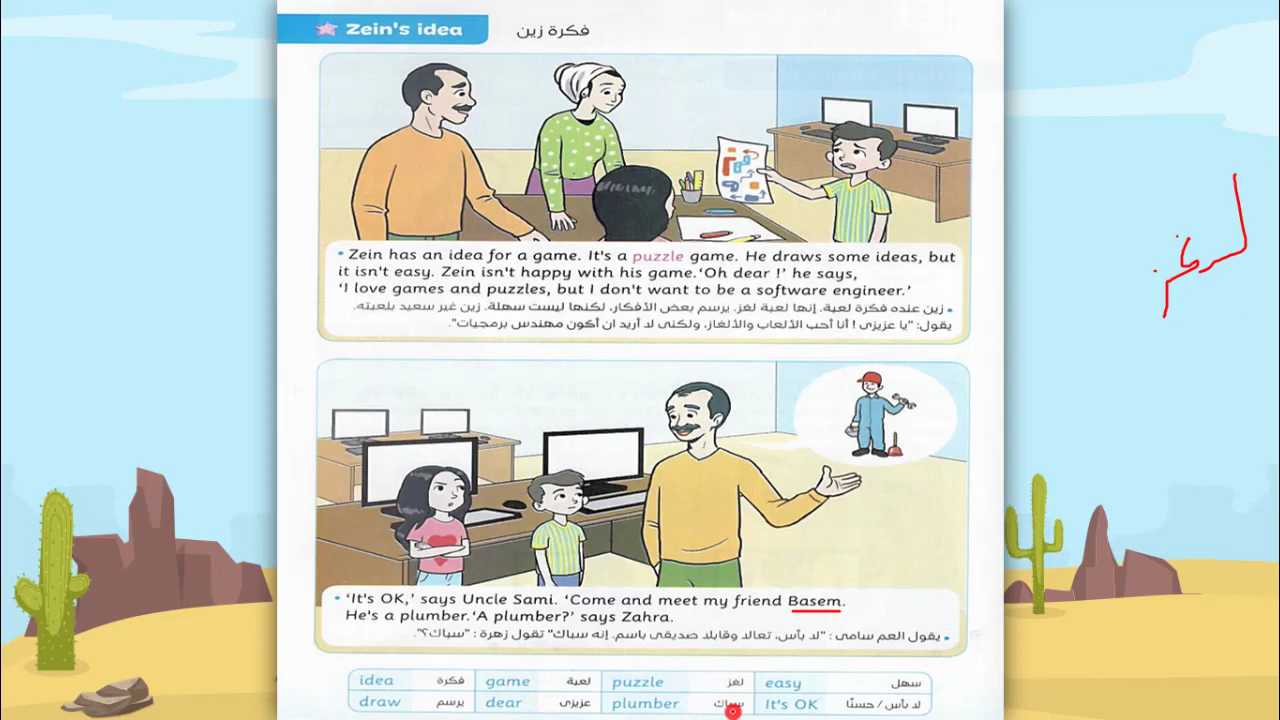 Zein's idea فكرة زين
• Zein has an idea for a game. It's a puzzle game. He draws some ideas, but
it isn't easy. Zein isn't happy with his game.'Oh dear !' he says,
'I love games and puzzles, but I don't want to be a software engineer.'
• زين عنده فكرة لعبة. إنها لعبة لغز. يرسم بعض الأفكار، لكنها ليست سهلة. زين غير سعيد بلعبته.
يقول: "يا عزيزى ! أنا أحب الألعاب والألغاز، ولكنى لا أريد ان أكون مهندس برمجيات".
• 'It's OK,' says Uncle Sami. 'Come and meet my friend Basem.
He's a plumber.'A plumber?' says Zahra.
• يقول العم سامى : "لا بأس، تعالا وقابلا صديقى باسم. إنه سباك" تقول زهرة : "سباك؟".
idea فكرة game لعبة puzzle لغز easy سهل
draw يرسم dear عزيزى plumber سباك It's OK لا بأس / حسنًا